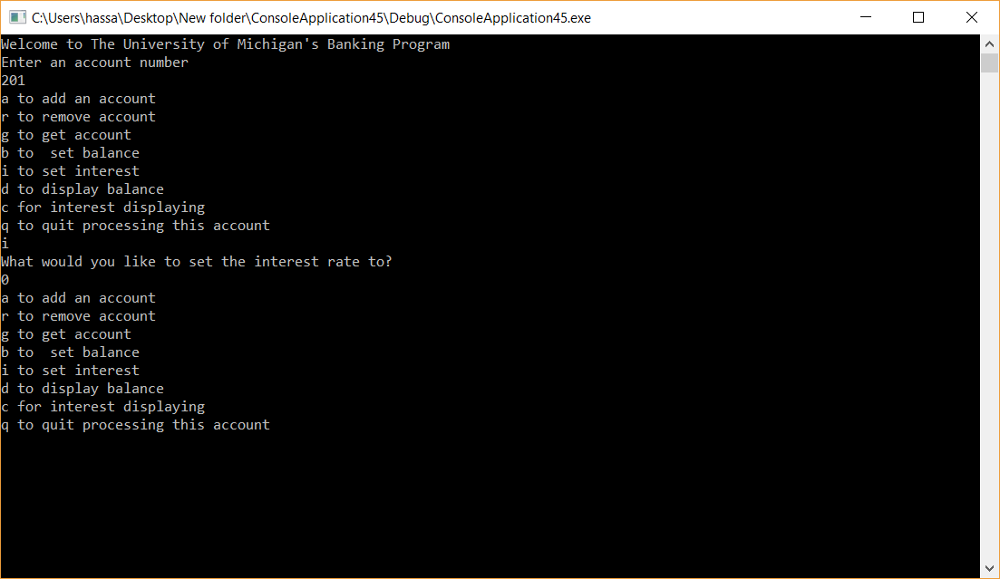 C:\Users\hassa\Desktop\New folder\ConsoleApplication45\Debug\ConsoleApplication45.exe
Welcome to The University of Michigan's Banking Program
Enter an account number
201
a to add an account
r to remove account
g to get account
b to  set balance
i to set interest
d to display balance
c for interest displaying
q to quit processing this account
i
What would you like to set the interest rate to?
0
a to add an account
r to remove account
g to get account
b to  set balance
i to set interest
d to display balance
c for interest displaying
q to quit processing this account